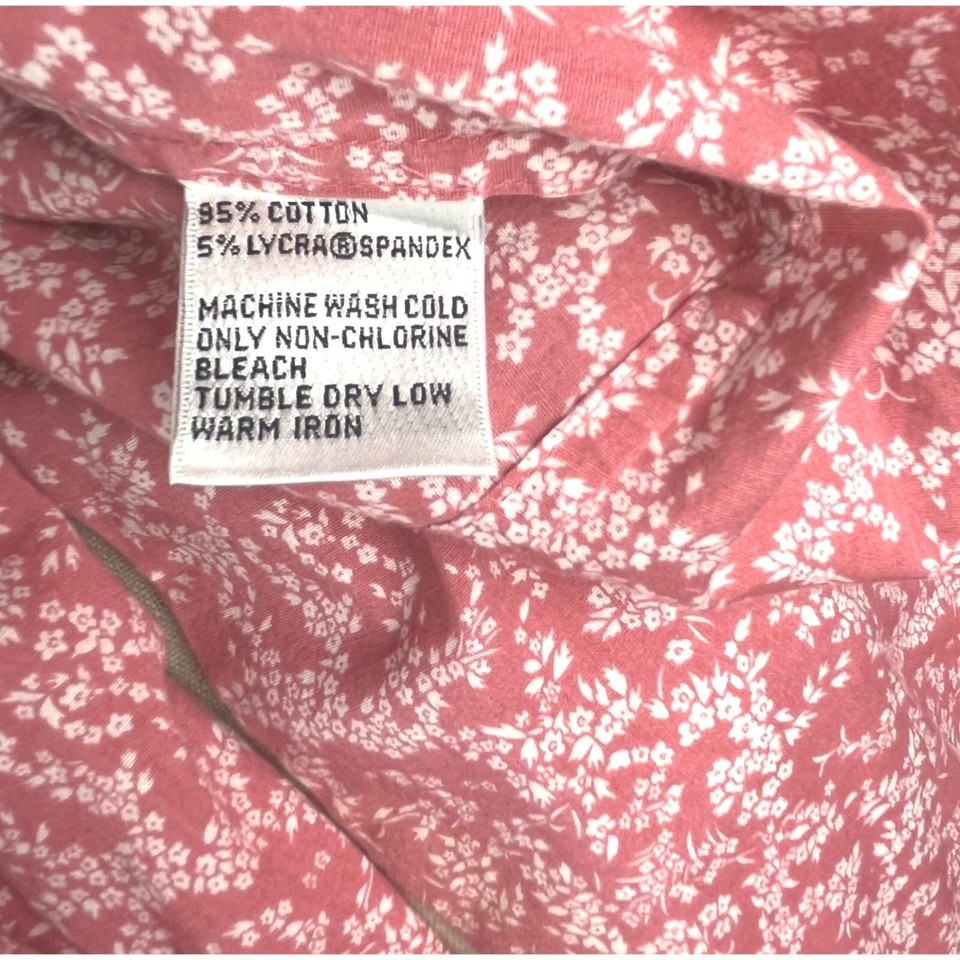 95% COTTON
5% LYCRA® SPANDEX
MACHINE WASH COLD
ONLY NON-CHLORINE
BLEACH
TUMBLE DRY LOW
WARM IRON